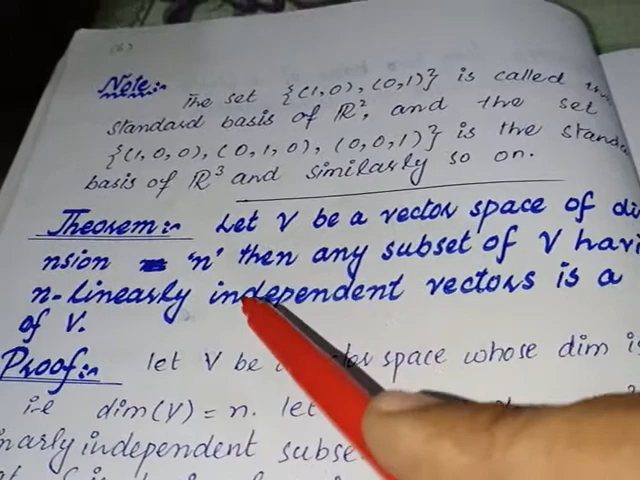 (6)
Note:- The set {(1,0), (0,1)} is called the
standard basis of ℝ², and the set
{(1,0,0), (0,1,0), (0,0,1)} is the standa
basis of ℝ³ and similarly so on.
Theorem:- Let V be a vector space of di
nsion 'n' then any subset of V havi
n-linearly independent vectors is a
of V.
Proof:- let V be a space whose dim is
i.e dim(V) = n. let
nearly independent subse